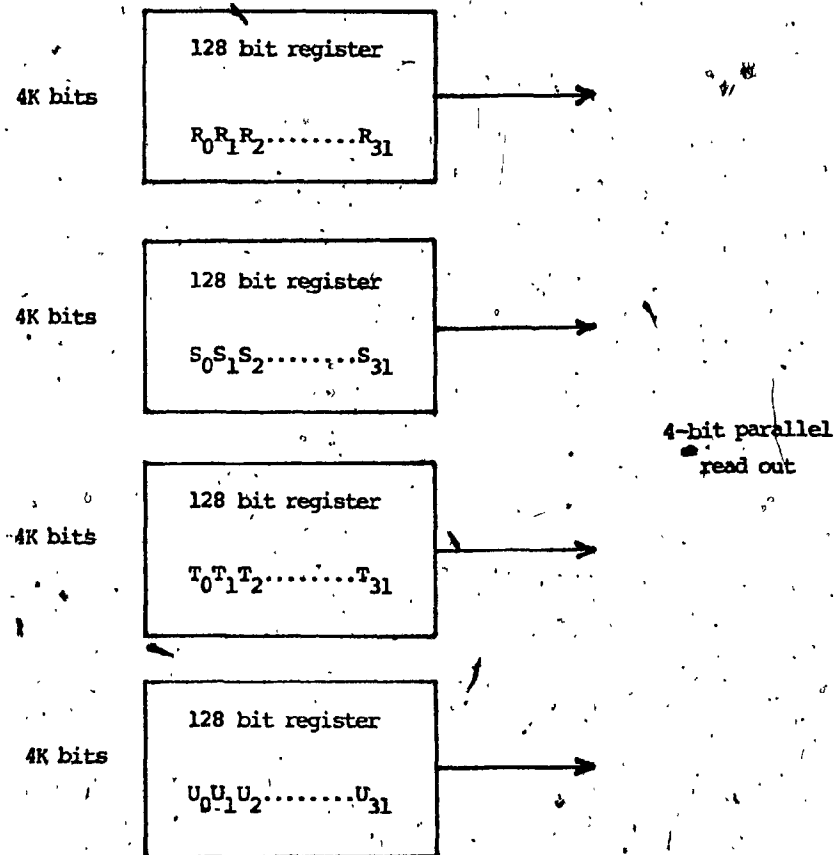 128 bit register
4K bits
R0R1R2........R31
128 bit register
4K bits
S0S1S2........S31
4-bit parallel
read out
128 bit register
4K bits
T0T1T2........T31
128 bit register
4K bits
U0U1U2........U31